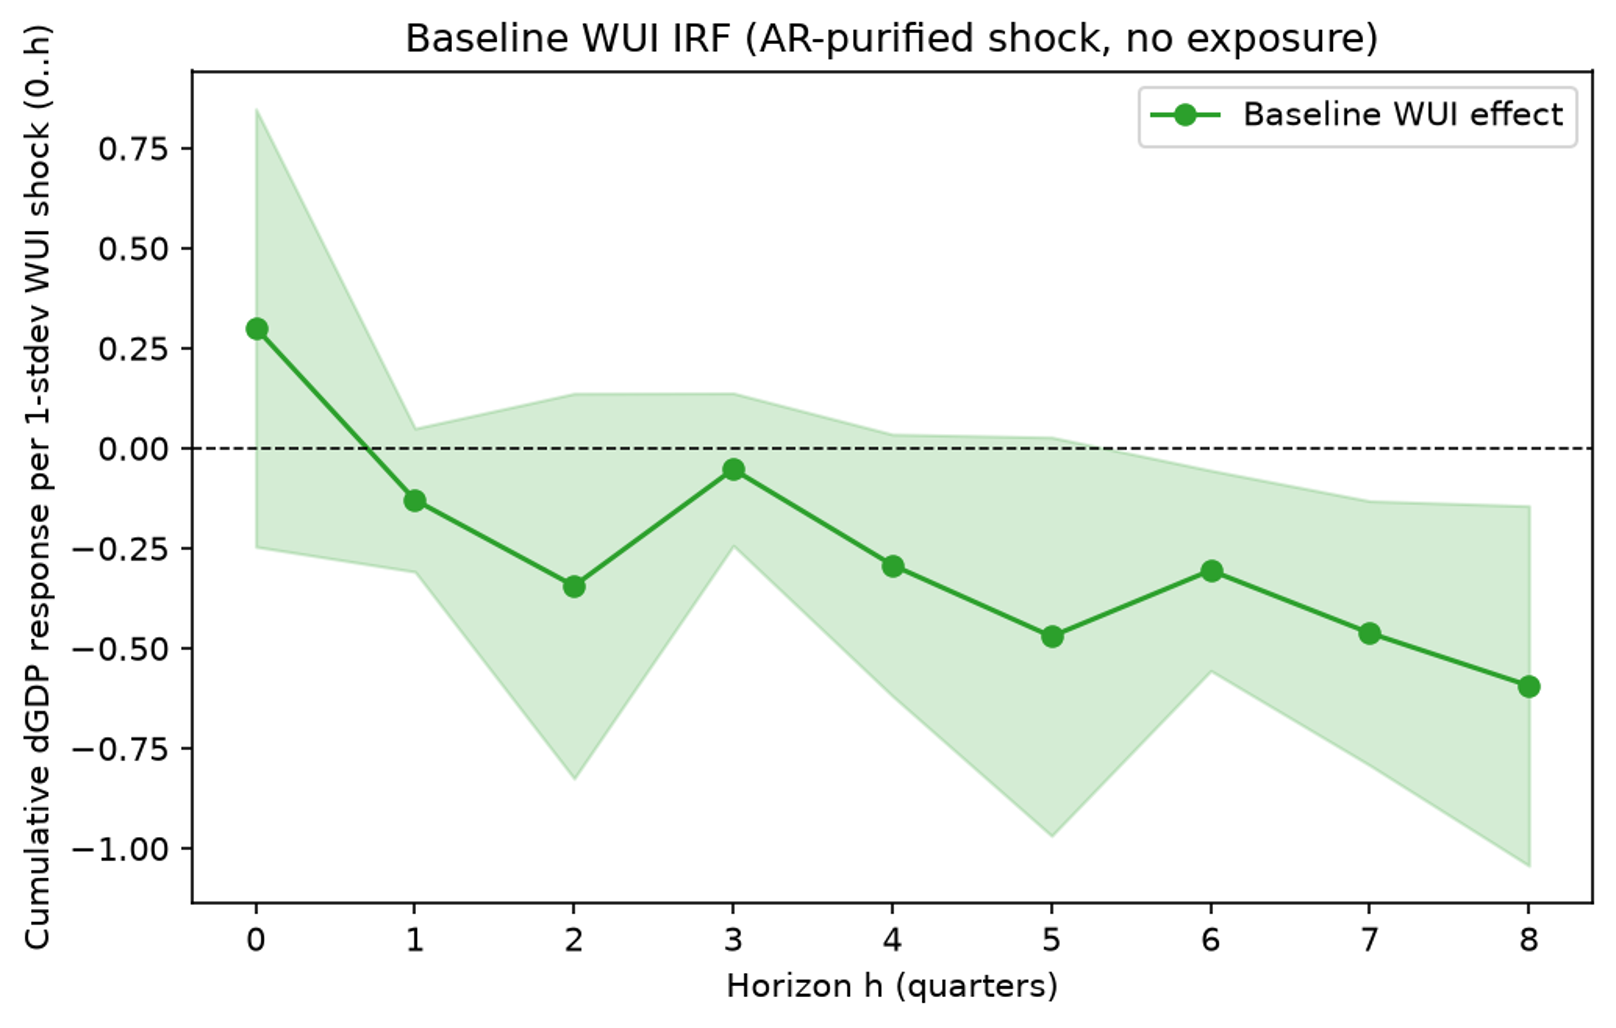 Baseline WUI IRF (AR-purified shock, no exposure)
Baseline WUI effect
Cumulative dGDP response per 1-stdev WUI shock (0..h)
0.75
0.50
0.25
0.00
−0.25
−0.50
−0.75
−1.00
0 1 2 3 4 5 6 7 8
Horizon h (quarters)